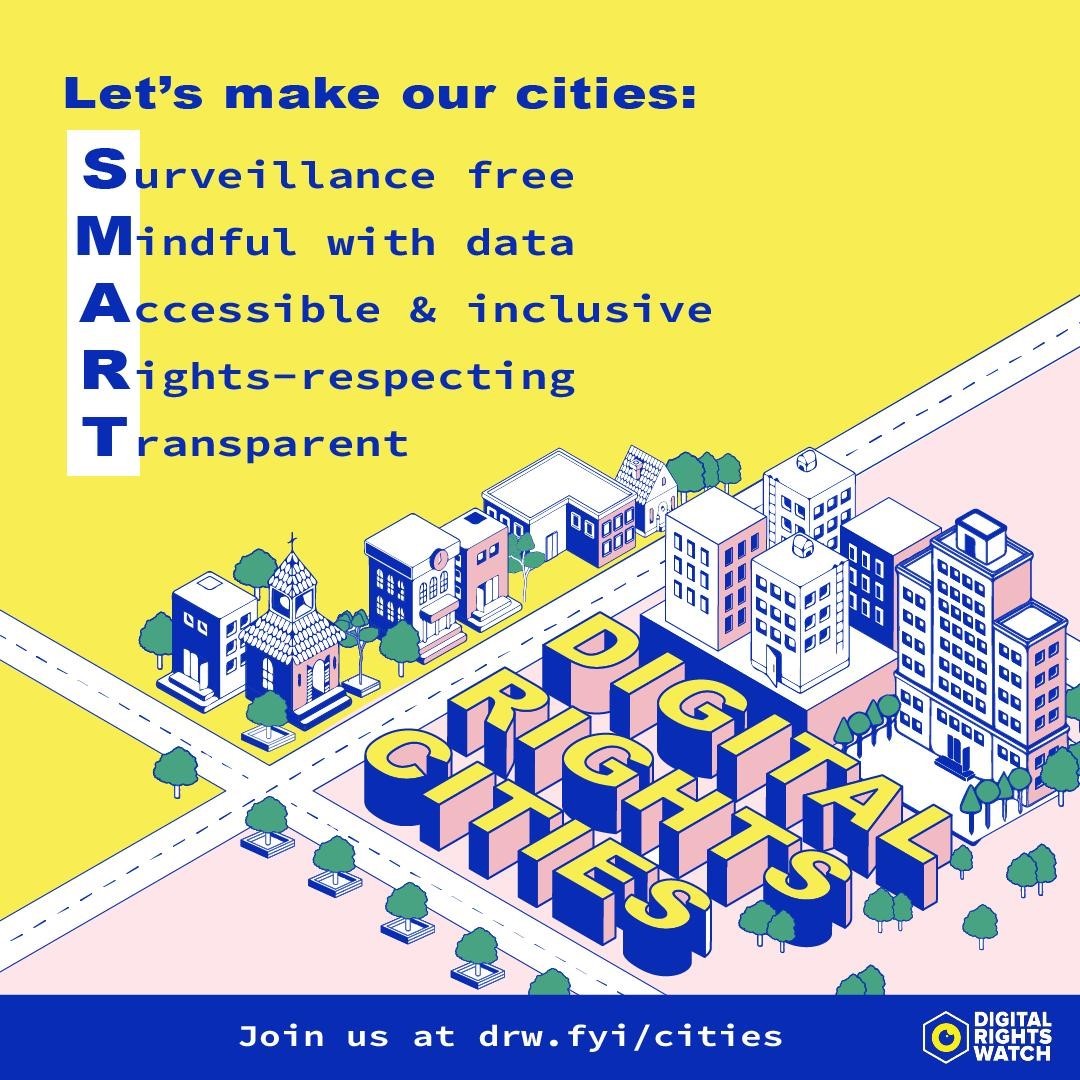 Let's make our cities:
Surveillance free
Mindful with data
Accessible & inclusive
Rights-respecting
Transparent
DIGITAL
RIGHTS
CITIES
Join us at drw.fyi/cities
DIGITAL
RIGHTS
WATCH